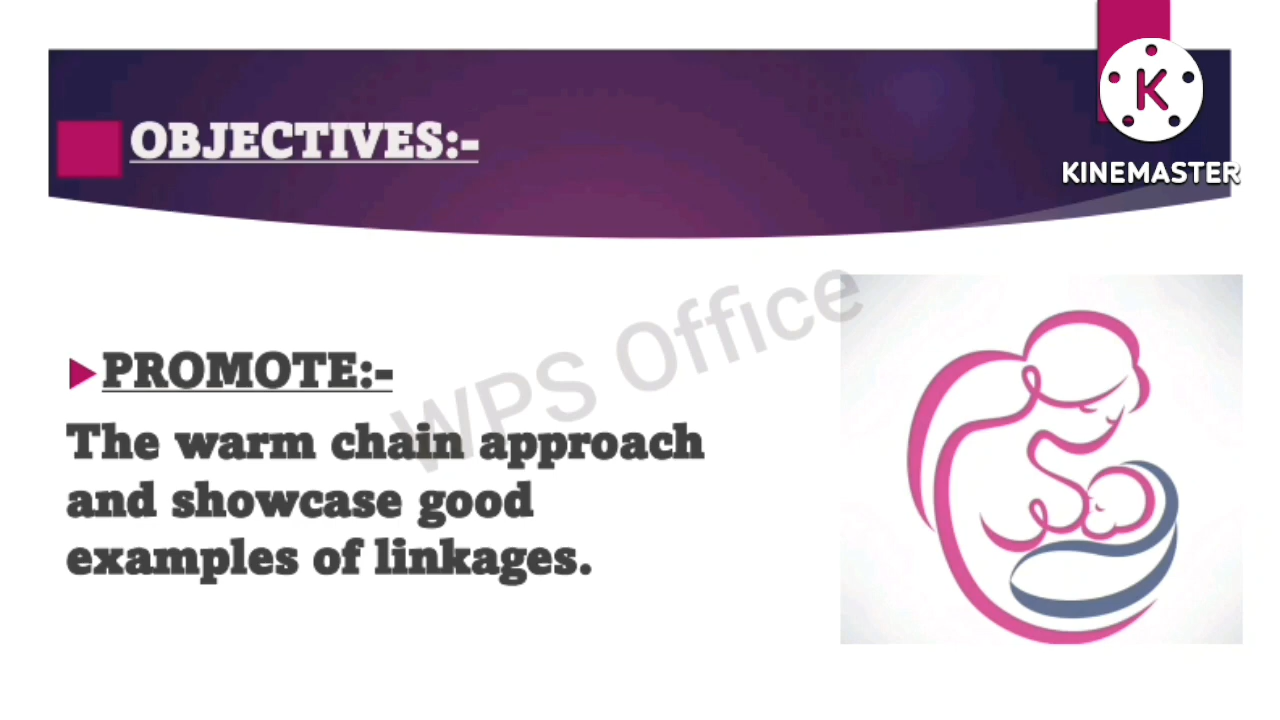 K
KINEMASTER
OBJECTIVES:-
WPS Office
PROMOTE:-
The warm chain approach
and showcase good
examples of linkages.